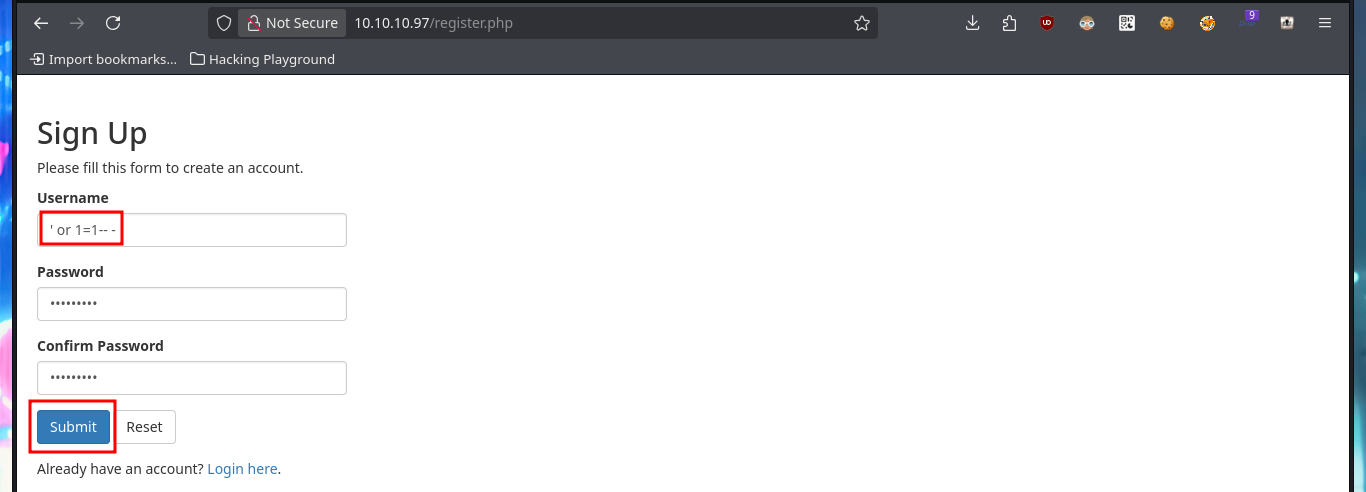 Not Secure 10.10.10.97/register.php
Import bookmarks... Hacking Playground
Sign Up
Please fill this form to create an account.
Username
' or 1=1-- -
Password
•••••••••
Confirm Password
•••••••••
Submit Reset
Already have an account? Login here.